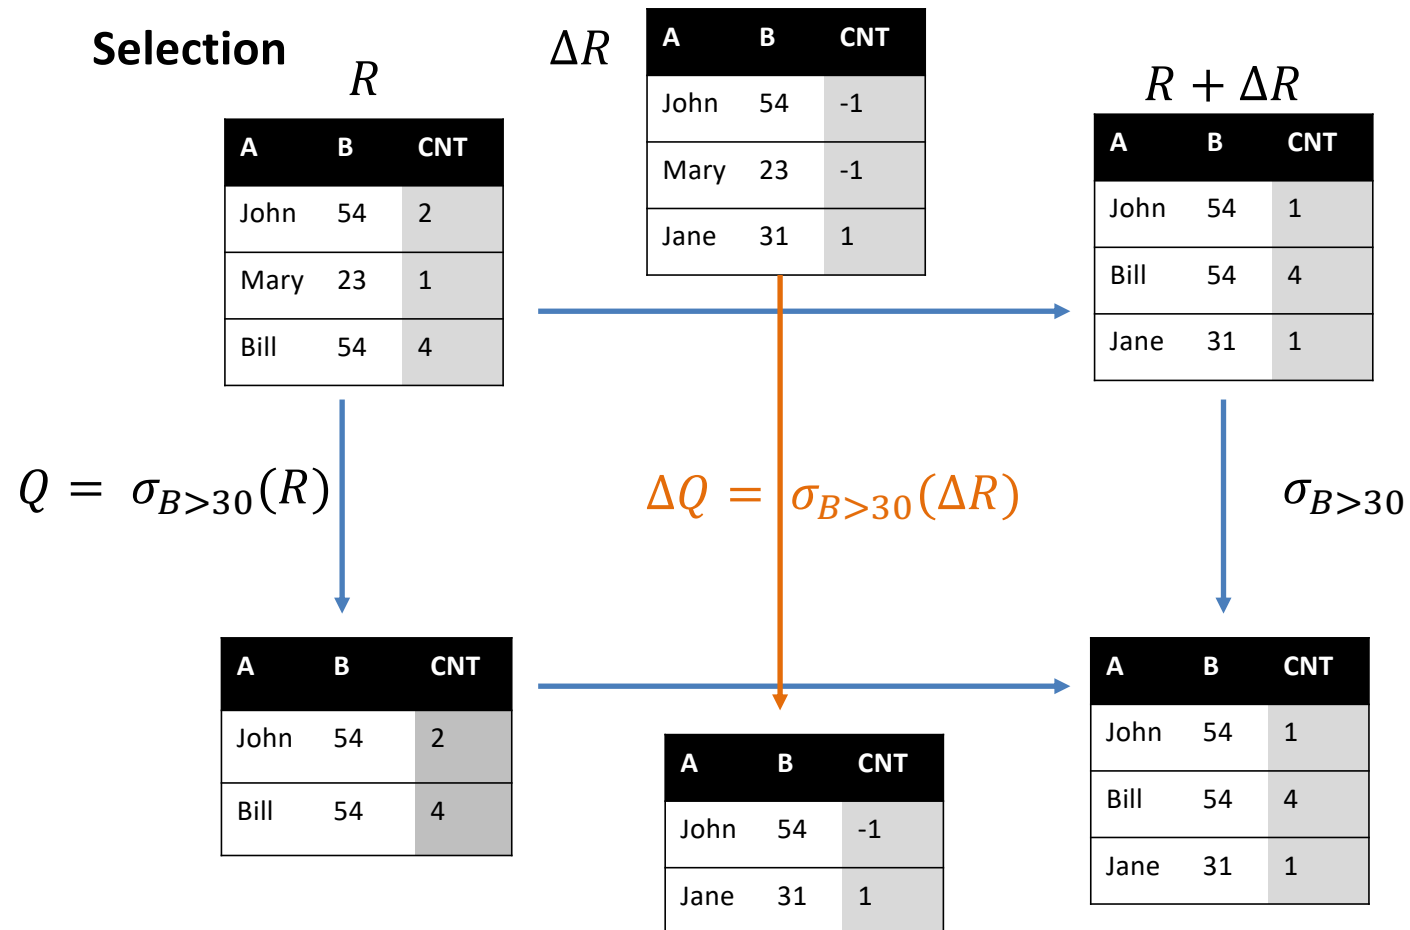 Selection
R
A B CNT
John 54 2
Mary 23 1
Bill 54 4
ΔR
A B CNT
John 54 -1
Mary 23 -1
Jane 31 1
R + ΔR
A B CNT
John 54 1
Bill 54 4
Jane 31 1
Q = σ_{B>30}(R)
ΔQ = σ_{B>30}(ΔR)
σ_{B>30}
A B CNT
John 54 2
Bill 54 4
A B CNT
John 54 -1
Jane 31 1
A B CNT
John 54 1
Bill 54 4
Jane 31 1